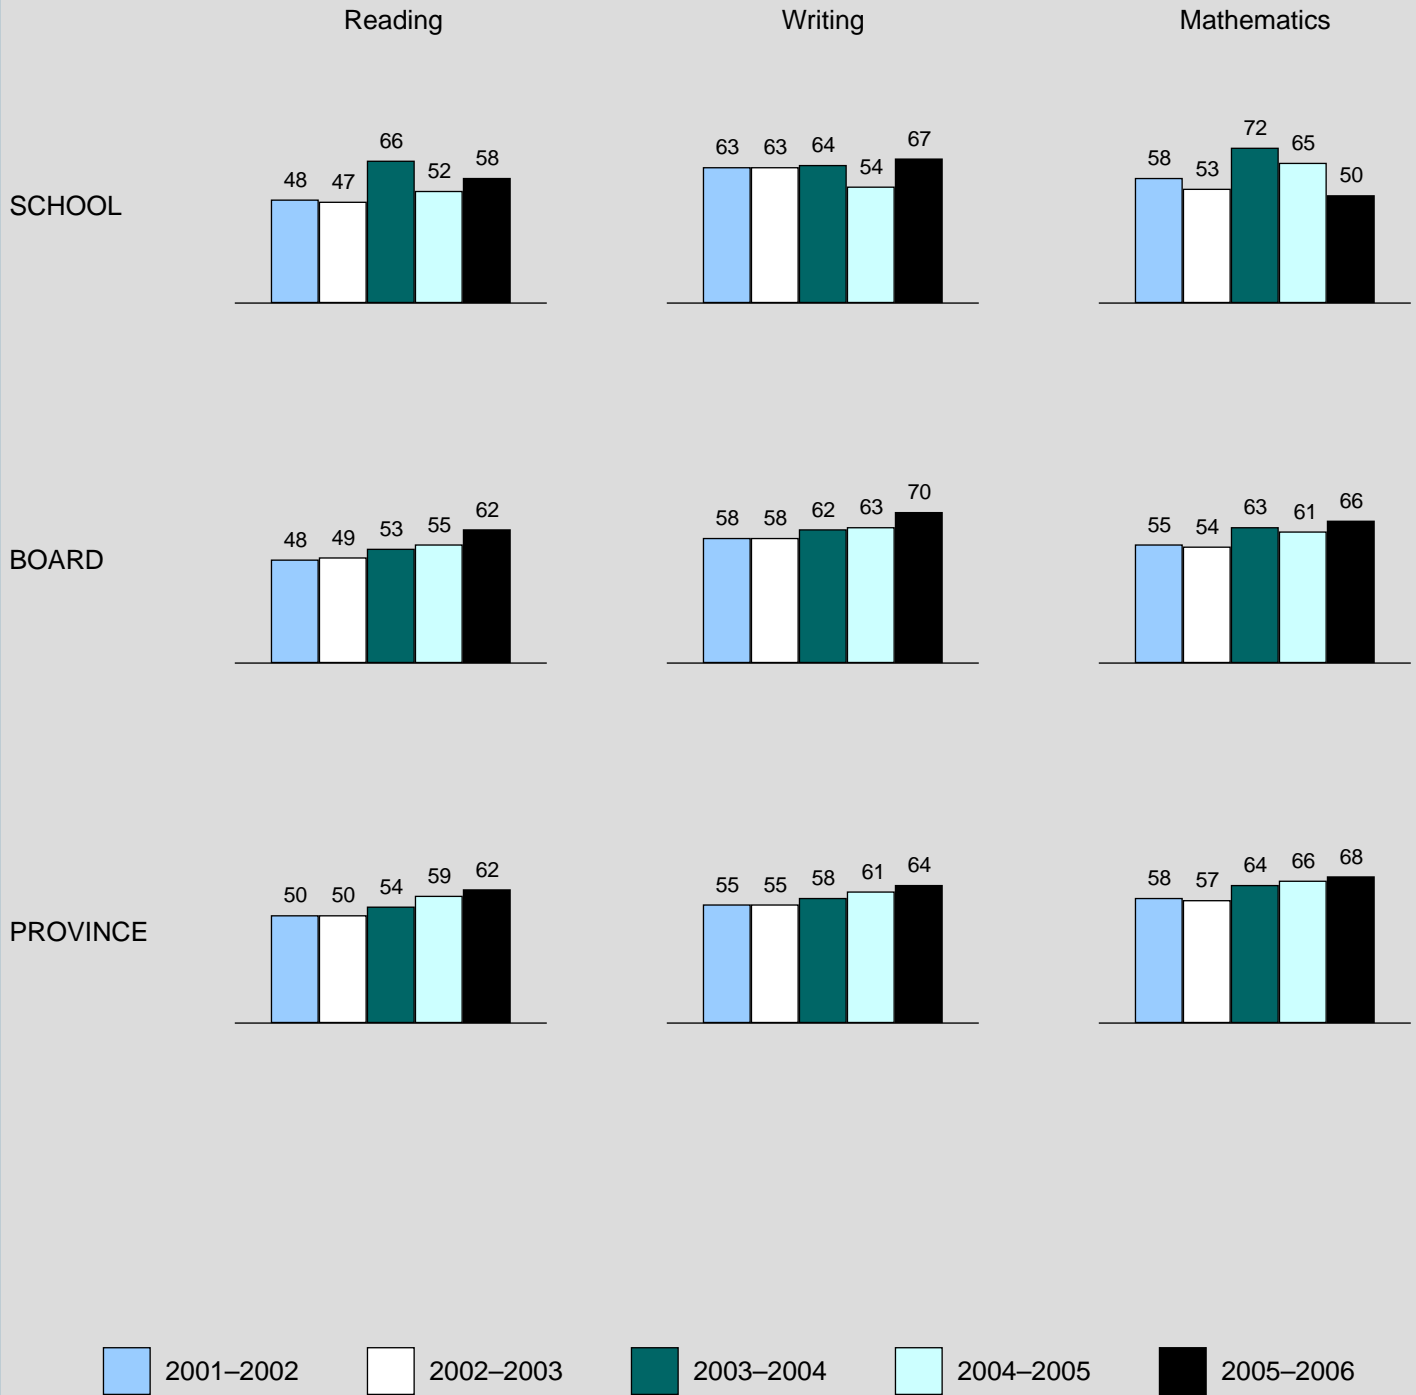 Reading Writing Mathematics
SCHOOL
48 47 66 52 58
63 63 64 54 67
58 53 72 65 50
BOARD
48 49 53 55 62
58 58 62 63 70
55 54 63 61 66
PROVINCE
50 50 54 59 62
55 55 58 61 64
58 57 64 66 68
2001–2002 2002–2003 2003–2004 2004–2005 2005–2006